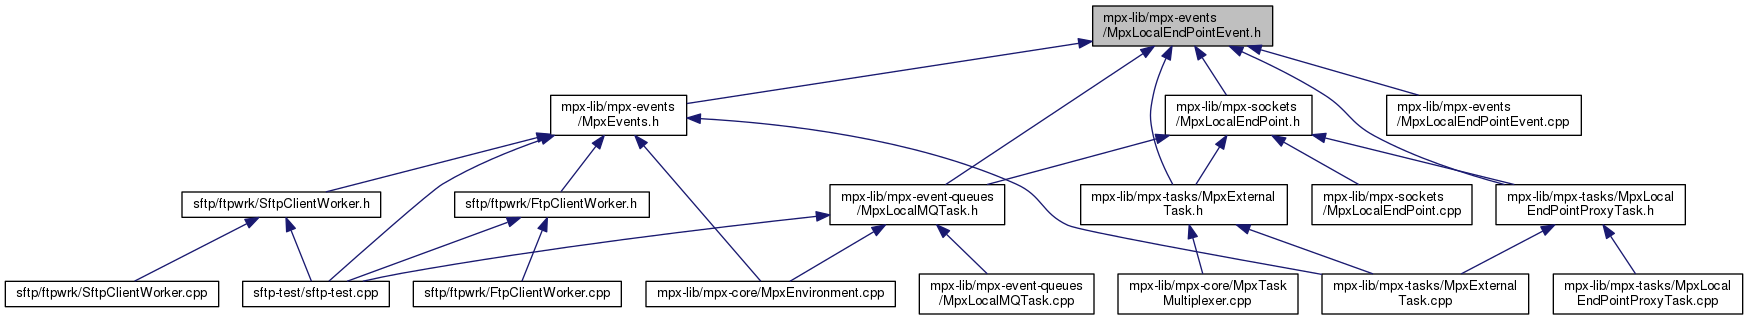 mpx-lib/mpx-events
/MpxLocalEndPointEvent.h
mpx-lib/mpx-events
/MpxEvents.h
mpx-lib/mpx-sockets
/MpxLocalEndPoint.h
mpx-lib/mpx-events
/MpxLocalEndPointEvent.cpp
sftp/ftpwrk/SftpClientWorker.h
sftp/ftpwrk/FtpClientWorker.h
mpx-lib/mpx-event-queues
/MpxLocalMQTask.h
mpx-lib/mpx-tasks/MpxExternal
Task.h
mpx-lib/mpx-sockets
/MpxLocalEndPoint.cpp
mpx-lib/mpx-tasks/MpxLocal
EndPointProxyTask.h
sftp/ftpwrk/SftpClientWorker.cpp
sftp-test/sftp-test.cpp
sftp/ftpwrk/FtpClientWorker.cpp
mpx-lib/mpx-core/MpxEnvironment.cpp
mpx-lib/mpx-event-queues
/MpxLocalMQTask.cpp
mpx-lib/mpx-core/MpxTask
Multiplexer.cpp
mpx-lib/mpx-tasks/MpxExternal
Task.cpp
mpx-lib/mpx-tasks/MpxLocal
EndPointProxyTask.cpp